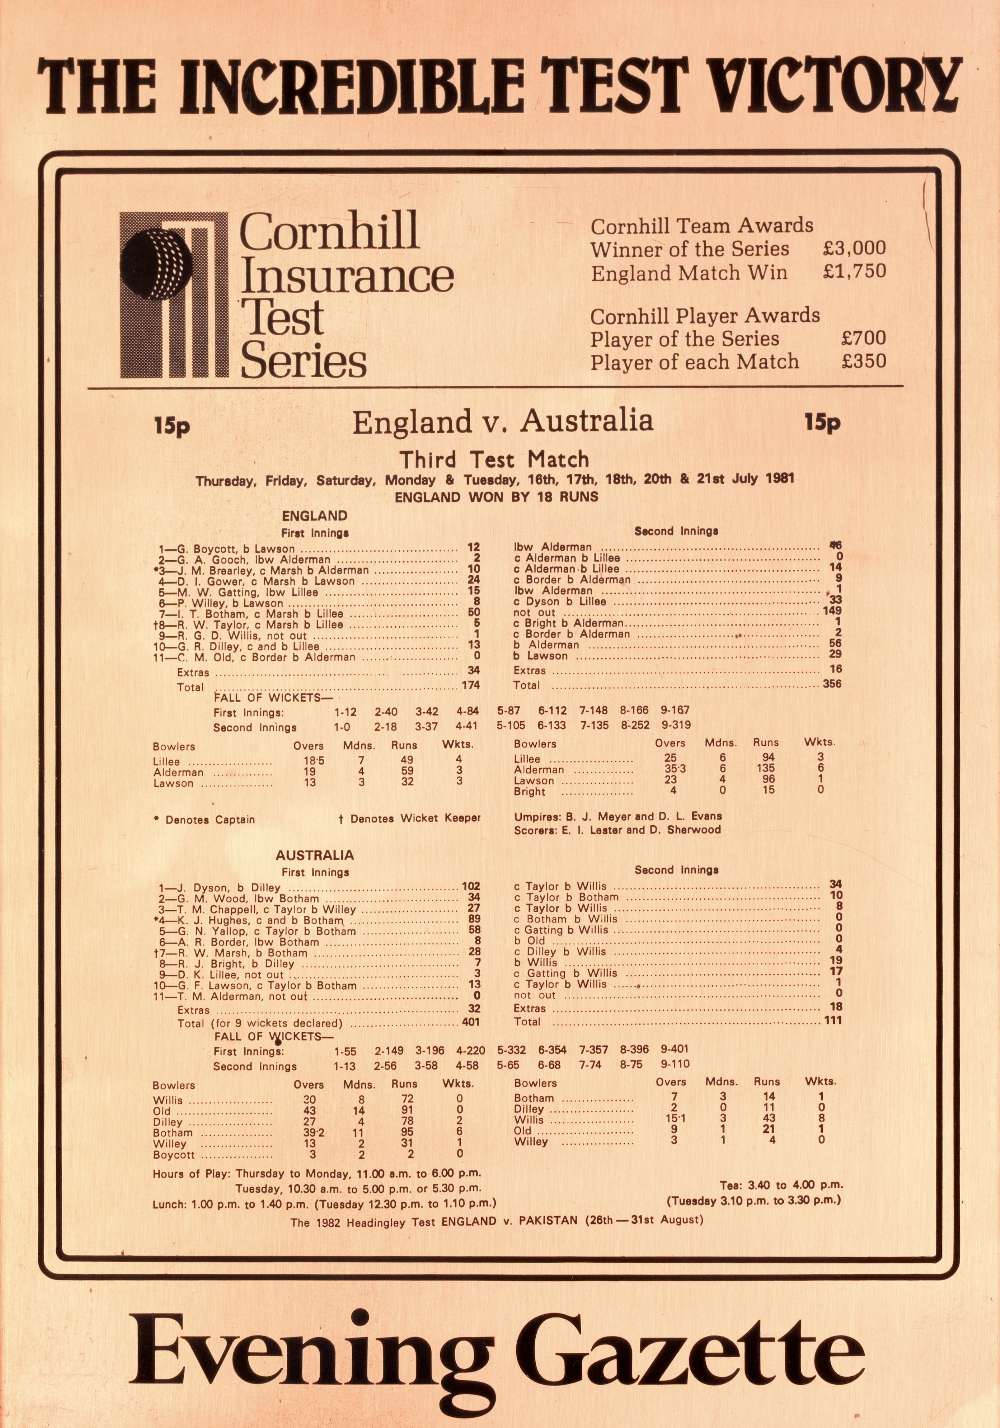 THE INCREDIBLE TEST VICTORY
Cornhill
Insurance
Test
Series
Cornhill Team Awards
Winner of the Series £3,000
England Match Win £1,750
Cornhill Player Awards
Player of the Series £700
Player of each Match £350
15p England v. Australia 15p
Third Test Match
Thursday, Friday, Saturday, Monday & Tuesday, 16th, 17th, 18th, 20th & 21st July 1981
ENGLAND WON BY 18 RUNS
ENGLAND
First Innings
1—G. Boycott, b Lawson 12
2—G. A. Gooch, lbw Alderman 2
*3—J. M. Brearley, c Marsh b Alderman 10
4—D. I. Gower, c Marsh b Lawson 24
5—M. W. Gatting, lbw Lillee 15
6—P. Willey, b Lawson 8
7—I. T. Botham, c Marsh b Lillee 50
†8—R. W. Taylor, c Marsh b Lillee 5
9—R. G. D. Willis, not out 1
10—G. R. Dilley, c and b Lillee 13
11—C. M. Old, c Border b Alderman 0
Extras 34
Total 174
Second Innings
lbw Alderman 46
c Alderman b Lillee 0
c Alderman b Lillee 14
c Border b Alderman 9
lbw Alderman 1
c Dyson b Lillee 33
not out 149
c Bright b Alderman 1
c Border b Alderman 2
b Alderman 56
b Lawson 29
Extras 16
Total 356
FALL OF WICKETS—
First Innings: 1-12 2-40 3-42 4-84 5-87 6-112 7-148 8-166 9-167
Second Innings 1-0 2-18 3-37 4-41 5-105 6-133 7-135 8-252 9-319
Bowlers Overs Mdns. Runs Wkts.
Lillee 18·5 7 49 4
Alderman 19 4 59 3
Lawson 13 3 32 3
Bowlers Overs Mdns. Runs Wkts.
Lillee 25 6 94 3
Alderman 35·3 6 135 6
Lawson 23 4 96 1
Bright 4 0 15 0
* Denotes Captain † Denotes Wicket Keeper
Umpires: B. J. Meyer and D. L. Evans
Scorers: E. I. Lester and D. Sherwood
AUSTRALIA
First Innings
1—J. Dyson, b Dilley 102
2—G. M. Wood, lbw Botham 34
3—T. M. Chappell, c Taylor b Willey 27
*4—K. J. Hughes, c and b Botham 89
5—G. N. Yallop, c Taylor b Botham 58
6—A. R. Border, lbw Botham 8
†7—R. W. Marsh, b Botham 28
8—R. J. Bright, b Dilley 7
9—D. K. Lillee, not out 3
10—G. F. Lawson, c Taylor b Botham 13
11—T. M. Alderman, not out 0
Extras 32
Total (for 9 wickets declared) 401
Second Innings
c Taylor b Willis 34
c Taylor b Botham 10
c Taylor b Willis 8
c Botham b Willis 0
c Gatting b Willis 0
b Old 0
c Dilley b Willis 4
b Willis 19
c Gatting b Willis 17
c Taylor b Willis 1
not out 0
Extras 18
Total 111
FALL OF WICKETS—
First Innings: 1-55 2-149 3-196 4-220 5-332 6-354 7-357 8-396 9-401
Second Innings 1-13 2-56 3-58 4-58 5-65 6-68 7-74 8-75 9-110
Bowlers Overs Mdns. Runs Wkts.
Willis 30 8 72 0
Old 43 14 91 0
Dilley 27 4 78 2
Botham 39·2 11 95 6
Willey 13 2 31 1
Boycott 3 2 2 0
Bowlers Overs Mdns. Runs Wkts.
Botham 7 3 14 1
Dilley 2 0 11 0
Willis 15·1 3 43 8
Old 9 1 21 1
Willey 3 1 4 0
Hours of Play: Thursday to Monday, 11.00 a.m. to 6.00 p.m.
Tuesday, 10.30 a.m. to 5.00 p.m. or 5.30 p.m.
Lunch: 1.00 p.m. to 1.40 p.m. (Tuesday 12.30 p.m. to 1.10 p.m.)
Tea: 3.40 to 4.00 p.m.
(Tuesday 3.10 p.m. to 3.30 p.m.)
The 1982 Headingley Test ENGLAND v. PAKISTAN (26th — 31st August)
Evening Gazette